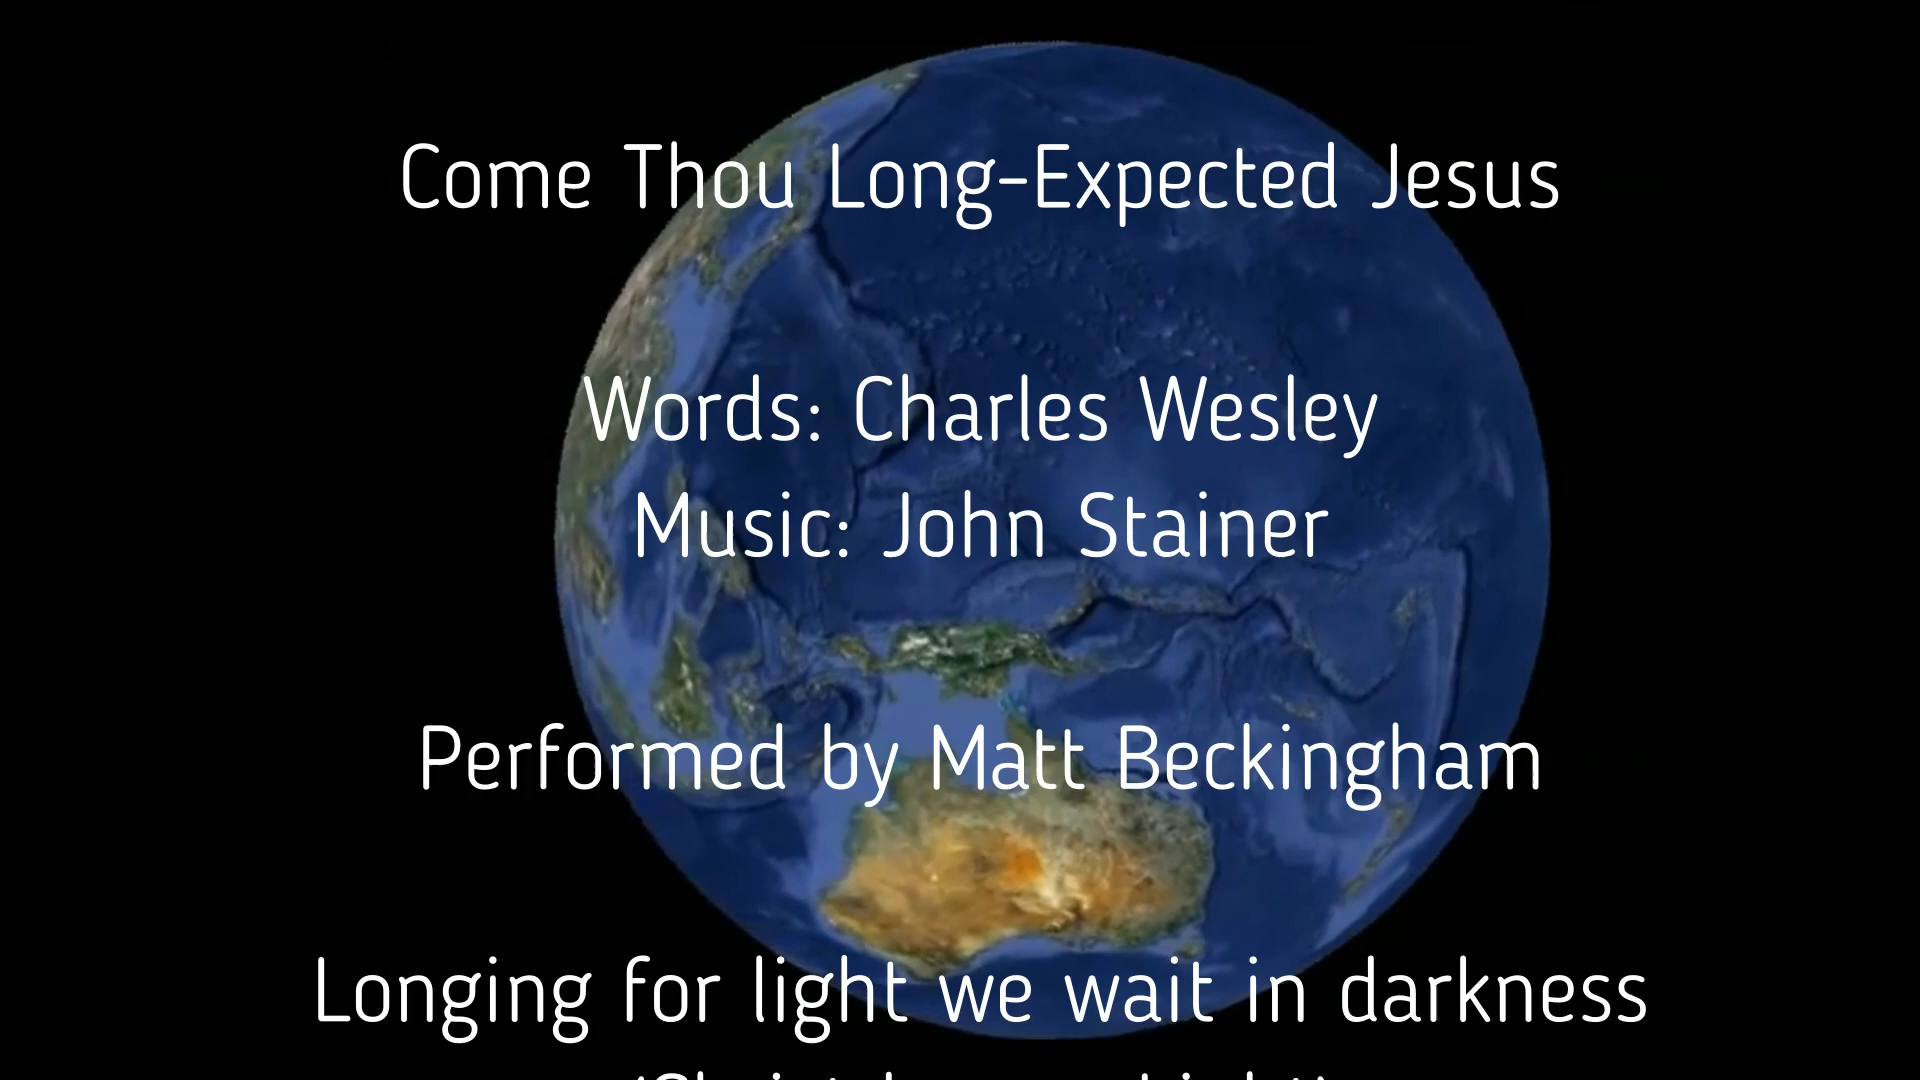 Come Thou Long-Expected Jesus
Words: Charles Wesley
Music: John Stainer
Performed by Matt Beckingham
Longing for light we wait in darkness